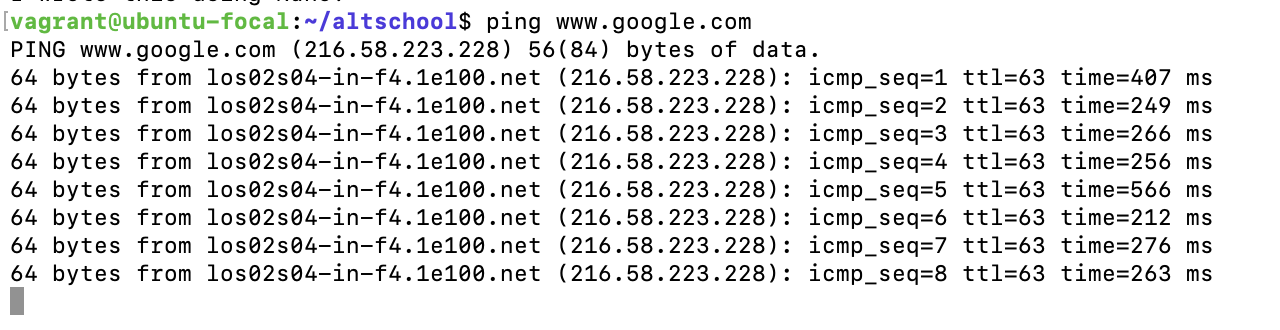 [vagrant@ubuntu-focal:~/altschool$ ping www.google.com
PING www.google.com (216.58.223.228) 56(84) bytes of data.
64 bytes from los02s04-in-f4.1e100.net (216.58.223.228): icmp_seq=1 ttl=63 time=407 ms
64 bytes from los02s04-in-f4.1e100.net (216.58.223.228): icmp_seq=2 ttl=63 time=249 ms
64 bytes from los02s04-in-f4.1e100.net (216.58.223.228): icmp_seq=3 ttl=63 time=266 ms
64 bytes from los02s04-in-f4.1e100.net (216.58.223.228): icmp_seq=4 ttl=63 time=256 ms
64 bytes from los02s04-in-f4.1e100.net (216.58.223.228): icmp_seq=5 ttl=63 time=566 ms
64 bytes from los02s04-in-f4.1e100.net (216.58.223.228): icmp_seq=6 ttl=63 time=212 ms
64 bytes from los02s04-in-f4.1e100.net (216.58.223.228): icmp_seq=7 ttl=63 time=276 ms
64 bytes from los02s04-in-f4.1e100.net (216.58.223.228): icmp_seq=8 ttl=63 time=263 ms